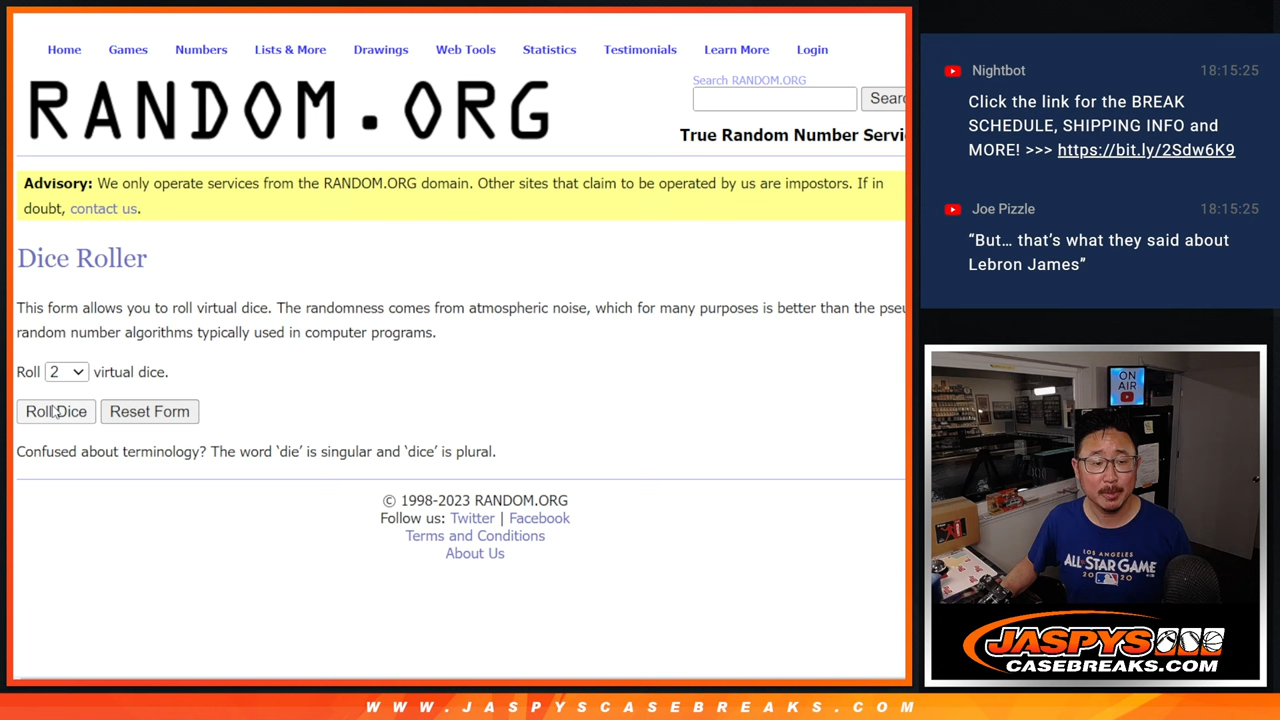 Home Games Numbers Lists & More Drawings Web Tools Statistics Testimonials Learn More Login
RANDOM.ORG
Search RANDOM.ORG
Searc
True Random Number Servi
Advisory: We only operate services from the RANDOM.ORG domain. Other sites that claim to be operated by us are impostors. If in
doubt, contact us.
Dice Roller
This form allows you to roll virtual dice. The randomness comes from atmospheric noise, which for many purposes is better than the pseu
random number algorithms typically used in computer programs.
Roll 2 virtual dice.
Roll Dice Reset Form
Confused about terminology? The word ‘die’ is singular and ‘dice’ is plural.
© 1998-2023 RANDOM.ORG
Follow us: Twitter | Facebook
Terms and Conditions
About Us
Nightbot 18:15:25
Click the link for the BREAK
SCHEDULE, SHIPPING INFO and
MORE! >>> https://bit.ly/2Sdw6K9
Joe Pizzle 18:15:25
“But… that’s what they said about
Lebron James”
ON
AIR
LOS ANGELES
ALL STAR GAME
2020
JASPYS
CASEBREAKS.COM
WWW.JASPYSCASEBREAKS.COM